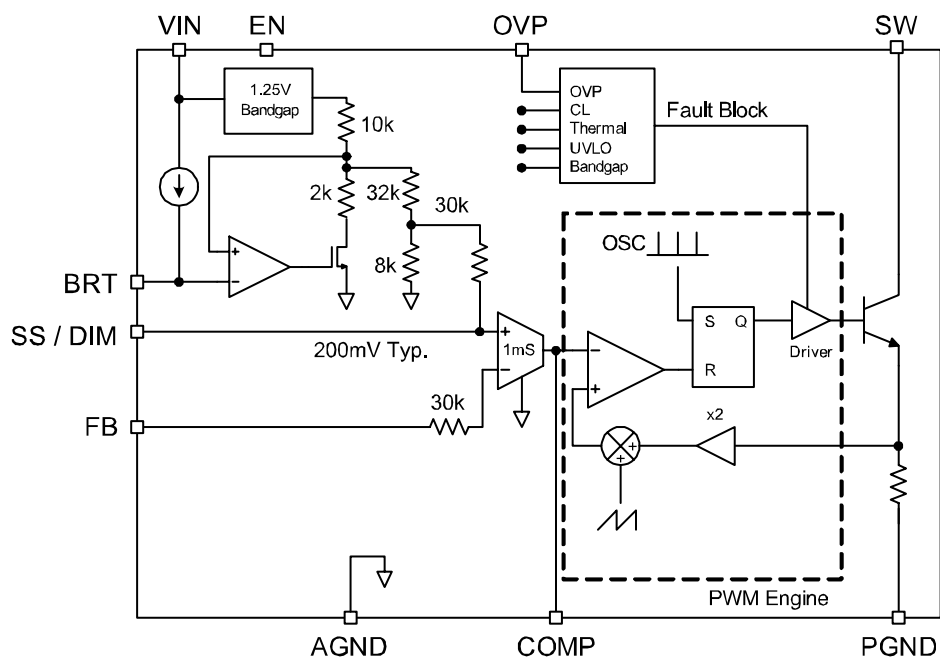 VIN EN OVP SW
1.25V
Bandgap
10k
OVP
CL
Thermal
UVLO
Bandgap
Fault Block
2k 32k 30k
8k
+
-
OSC
BRT
SS / DIM
200mV Typ.
+
1mS
-
S Q
R
Driver
-
+
FB
30k
x2
+
+
PWM Engine
AGND COMP PGND